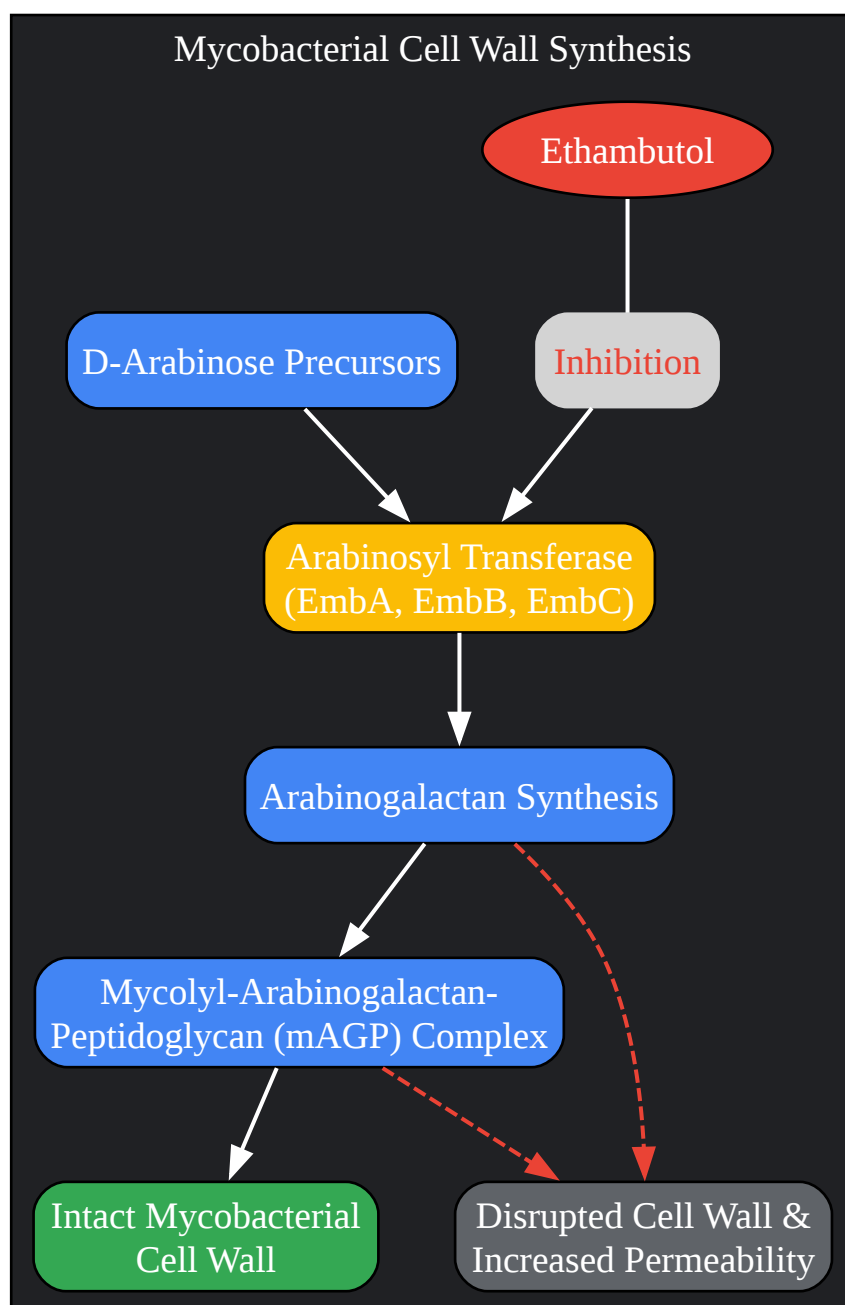 Mycobacterial Cell Wall Synthesis
Ethambutol
D-Arabinose Precursors
Inhibition
Arabinosyl Transferase
(EmbA, EmbB, EmbC)
Arabinogalactan Synthesis
Mycolyl-Arabinogalactan-
Peptidoglycan (mAGP) Complex
Intact Mycobacterial
Cell Wall
Disrupted Cell Wall &
Increased Permeability